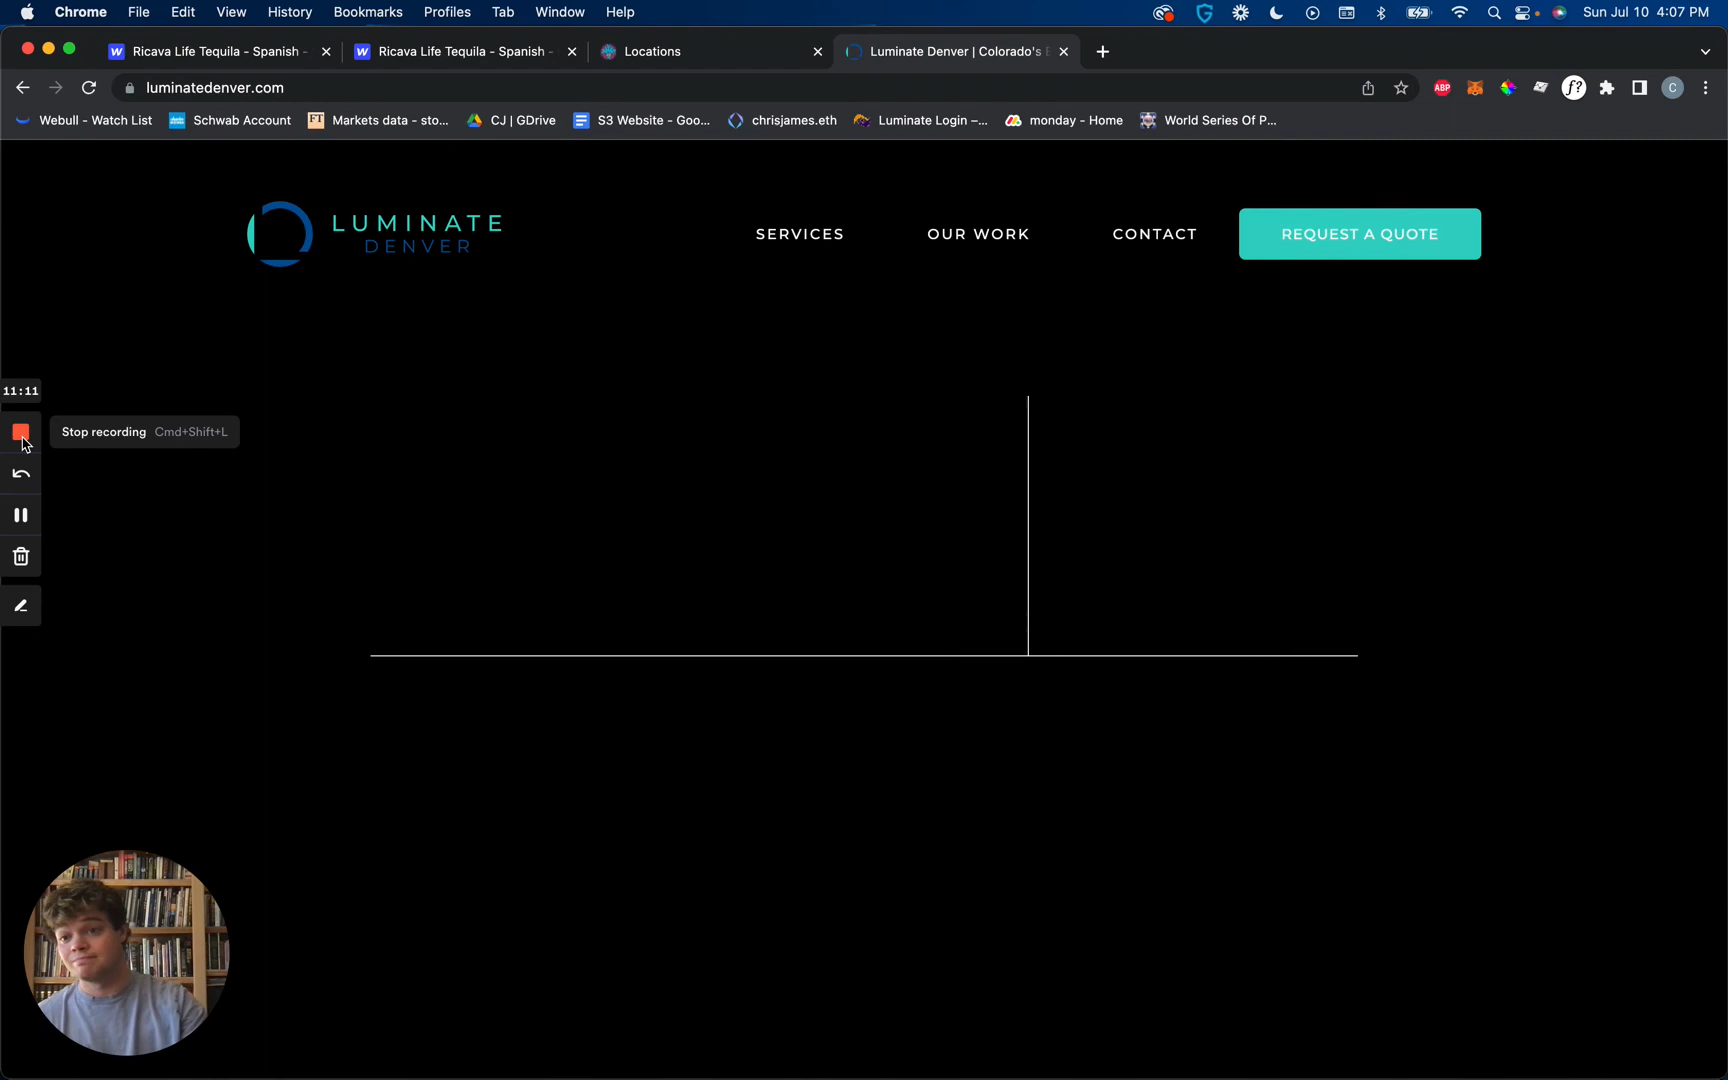 Chrome File Edit View History Bookmarks Profiles Tab Window Help Sun Jul 10 4:07 PM
Ricava Life Tequila - Spanish - Ricava Life Tequila - Spanish - Locations Luminate Denver | Colorado's
luminatedenver.com ABP f? C
Webull - Watch List Schwab Account FT Markets data - sto... CJ | GDrive S3 Website - Goo... chrisjames.eth Luminate Login –... monday - Home World Series Of P...
LUMINATE
DENVER
SERVICES OUR WORK CONTACT REQUEST A QUOTE
11:11
Stop recording Cmd+Shift+L